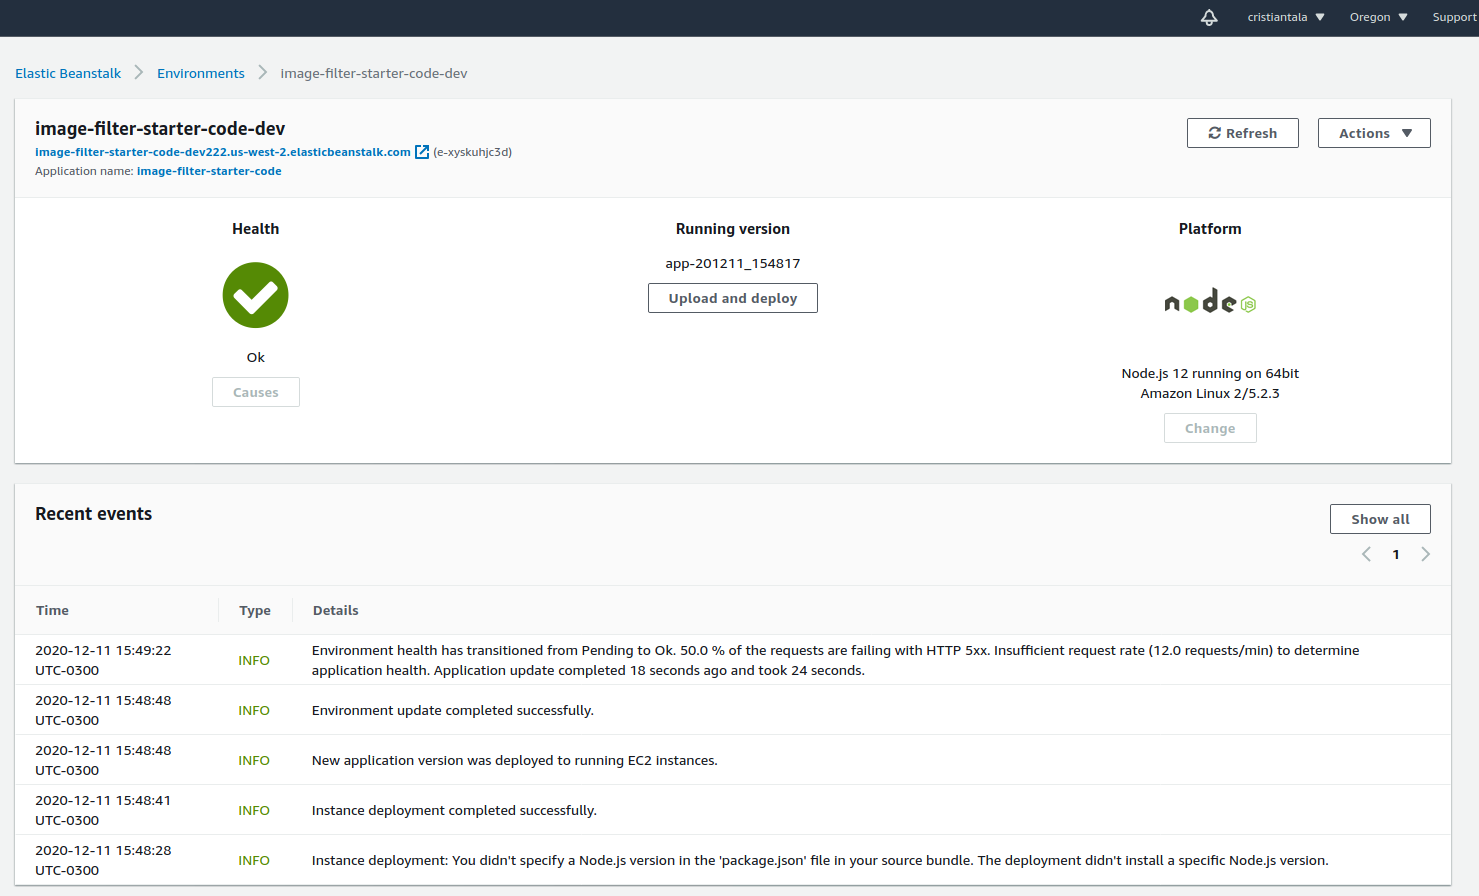 cristiantala
Oregon
Support
Elastic Beanstalk
Environments
image-filter-starter-code-dev
image-filter-starter-code-dev
image-filter-starter-code-dev222.us-west-2.elasticbeanstalk.com (e-xyskuhjc3d)
Application name: image-filter-starter-code
Refresh
Actions
Health
Ok
Causes
Running version
app-201211_154817
Upload and deploy
Platform
node JS
Node.js 12 running on 64bit
Amazon Linux 2/5.2.3
Change
Recent events
Show all
1
Time Type Details
2020-12-11 15:49:22
UTC-0300
INFO
Environment health has transitioned from Pending to Ok. 50.0 % of the requests are failing with HTTP 5xx. Insufficient request rate (12.0 requests/min) to determine
application health. Application update completed 18 seconds ago and took 24 seconds.
2020-12-11 15:48:48
UTC-0300
INFO
Environment update completed successfully.
2020-12-11 15:48:48
UTC-0300
INFO
New application version was deployed to running EC2 instances.
2020-12-11 15:48:41
UTC-0300
INFO
Instance deployment completed successfully.
2020-12-11 15:48:28
UTC-0300
INFO
Instance deployment: You didn't specify a Node.js version in the 'package.json' file in your source bundle. The deployment didn't install a specific Node.js version.